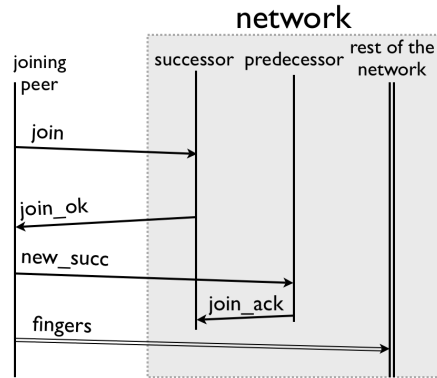 network
joining
peer
successor
predecessor
rest of the
network
join
join_ok
new_succ
join_ack
fingers